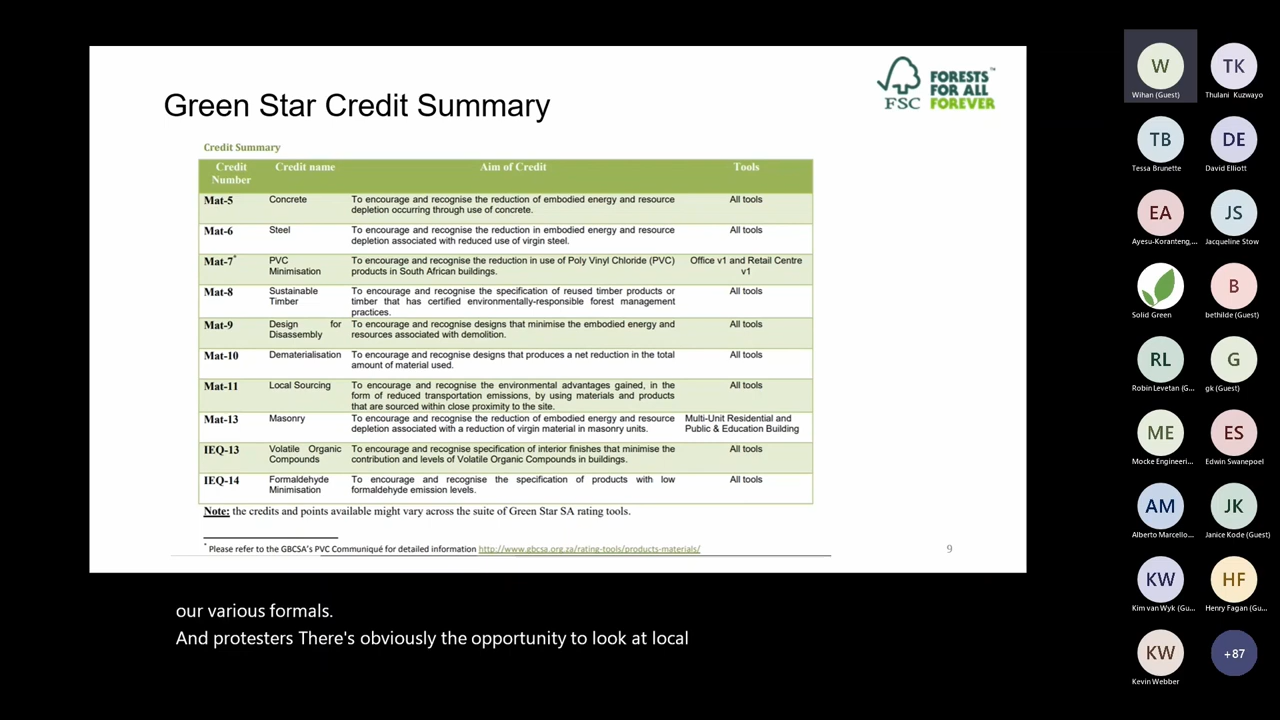 Green Star Credit Summary
FSC
FORESTS
FOR ALL
FOREVER
™
Credit Summary
Credit Number
Credit name
Aim of Credit
Tools
Mat-5
Concrete
To encourage and recognise the reduction of embodied energy and resource
depletion occurring through use of concrete.
All tools
Mat-6
Steel
To encourage and recognise the reduction in embodied energy and resource
depletion associated with reduced use of virgin steel.
All tools
Mat-7*
PVC
Minimisation
To encourage and recognise the reduction in use of Poly Vinyl Chloride (PVC)
products in South African buildings.
Office v1 and Retail Centre
v1
Mat-8
Sustainable
Timber
To encourage and recognise the specification of reused timber products or
timber that has certified environmentally-responsible forest management
practices.
All tools
Mat-9
Design for
Disassembly
To encourage and recognise designs that minimise the embodied energy and
resources associated with demolition.
All tools
Mat-10
Dematerialisation
To encourage and recognise designs that produces a net reduction in the total
amount of material used.
All tools
Mat-11
Local Sourcing
To encourage and recognise the environmental advantages gained, in the
form of reduced transportation emissions, by using materials and products
that are sourced within close proximity to the site.
All tools
Mat-13
Masonry
To encourage and recognise the reduction of embodied energy and resource
depletion associated with a reduction of virgin material in masonry units.
Multi-Unit Residential and
Public & Education Building
IEQ-13
Volatile Organic
Compounds
To encourage and recognise specification of interior finishes that minimise the
contribution and levels of Volatile Organic Compounds in buildings.
All tools
IEQ-14
Formaldehyde
Minimisation
To encourage and recognise the specification of products with low
formaldehyde emission levels.
All tools
Note: the credits and points available might vary across the suite of Green Star SA rating tools.
* Please refer to the GBCSA's PVC Communiqué for detailed information http://www.gbcsa.org.za/rating-tools/products-materials/
9
our various formals.
And protesters There's obviously the opportunity to look at local
W
Wihan (Guest)
TK
Thulani Kuzwayo
TB
Tessa Brunette
DE
David Elliott
EA
Ayesu-Koranteng,...
JS
Jacqueline Stow
Solid Green
B
bethilde (Guest)
RL
Robin Levetan (G...
G
gk (Guest)
ME
Mocke Engineeri...
ES
Edwin Swanepoel
AM
Alberto Marcello...
JK
Janice Kode (Guest)
KW
Kim van Wyk (Gu...
HF
Henry Fagan (Gu...
KW
Kevin Webber
+87